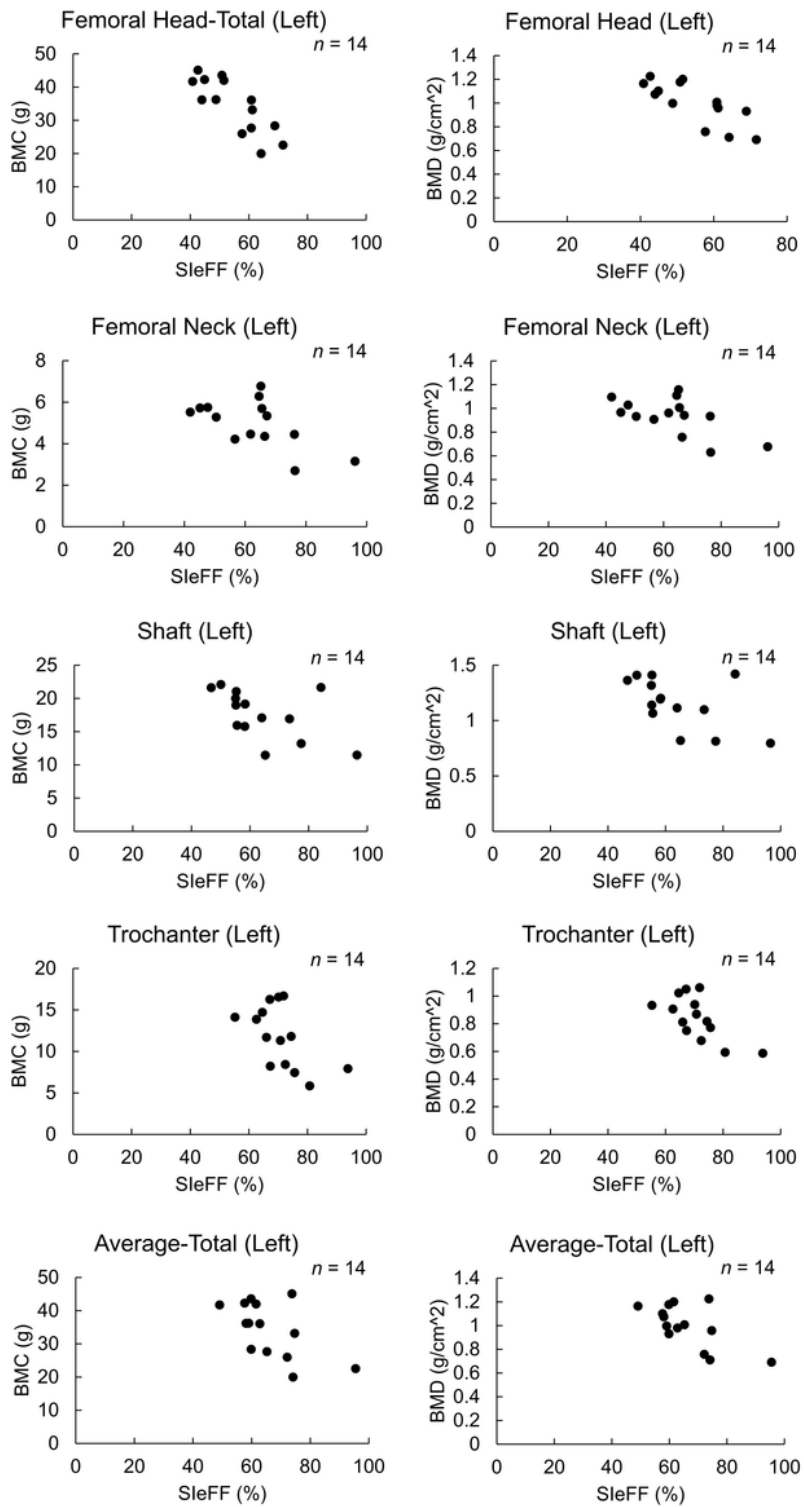 Femoral Head-Total (Left)
n = 14
50
40
30
20
10
0
BMC (g)
0 20 40 60 80 100
SIeFF (%)
Femoral Head (Left)
n = 14
1.4
1.2
1
0.8
0.6
0.4
0.2
0
BMD (g/cm^2)
0 20 40 60 80
SIeFF (%)
Femoral Neck (Left)
n = 14
8
6
4
2
0
BMC (g)
0 20 40 60 80 100
SIeFF (%)
Femoral Neck (Left)
n = 14
1.4
1.2
1
0.8
0.6
0.4
0.2
0
BMD (g/cm^2)
0 20 40 60 80 100
SIeFF (%)
Shaft (Left)
n = 14
25
20
15
10
5
0
BMC (g)
0 20 40 60 80 100
SIeFF (%)
Shaft (Left)
n = 14
1.5
1
0.5
0
BMD (g/cm^2)
0 20 40 60 80 100
SIeFF (%)
Trochanter (Left)
n = 14
20
15
10
5
0
BMC (g)
0 20 40 60 80 100
SIeFF (%)
Trochanter (Left)
n = 14
1.2
1
0.8
0.6
0.4
0.2
0
BMD (g/cm^2)
0 20 40 60 80 100
SIeFF (%)
Average-Total (Left)
n = 14
50
40
30
20
10
0
BMC (g)
0 20 40 60 80 100
SIeFF (%)
Average-Total (Left)
n = 14
1.4
1.2
1
0.8
0.6
0.4
0.2
0
BMD (g/cm^2)
0 20 40 60 80 100
SIeFF (%)